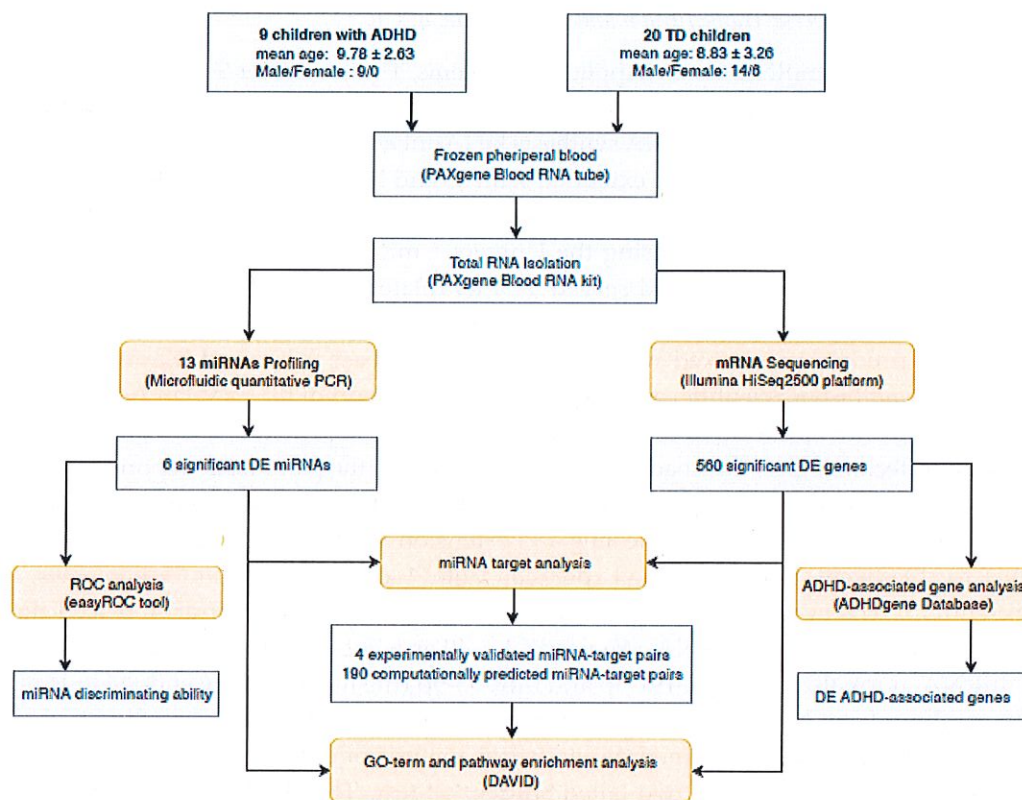 9 children with ADHD
mean age: 9.78 ± 2.63
Male/Female : 9/0
20 TD children
mean age: 8.83 ± 3.26
Male/Female: 14/6
Frozen pheriperal blood
(PAXgene Blood RNA tube)
Total RNA Isolation
(PAXgene Blood RNA kit)
13 miRNAs Profiling
(Microfluidic quantitative PCR)
mRNA Sequencing
(Illumina HiSeq2500 platform)
6 significant DE miRNAs
560 significant DE genes
miRNA target analysis
ROC analysis
(easyROC tool)
ADHD-associated gene analysis
(ADHDgene Database)
4 experimentally validated miRNA-target pairs
190 computationally predicted miRNA-target pairs
miRNA discriminating ability
DE ADHD-associated genes
GO-term and pathway enrichment analysis
(DAVID)